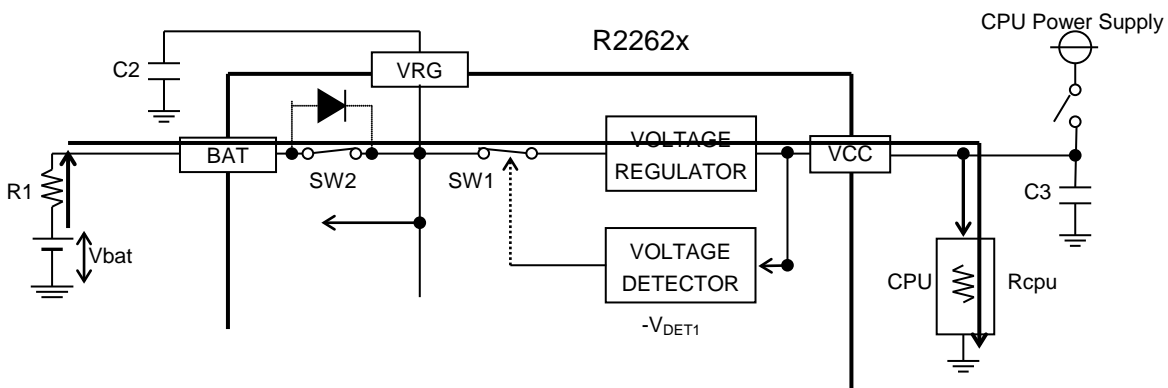 CPU Power Supply
R2262x
C2
VRG
BAT
VOLTAGE
REGULATOR
VCC
SW2
SW1
R1
C3
Vbat
VOLTAGE
DETECTOR
CPU
Rcpu
-VDET1